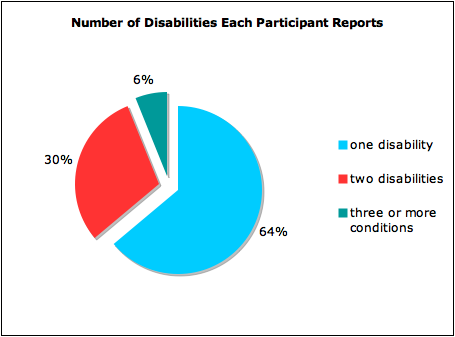 Number of Disabilities Each Participant Reports
6%
30%
64%
one disability
two disabilities
three or more
conditions